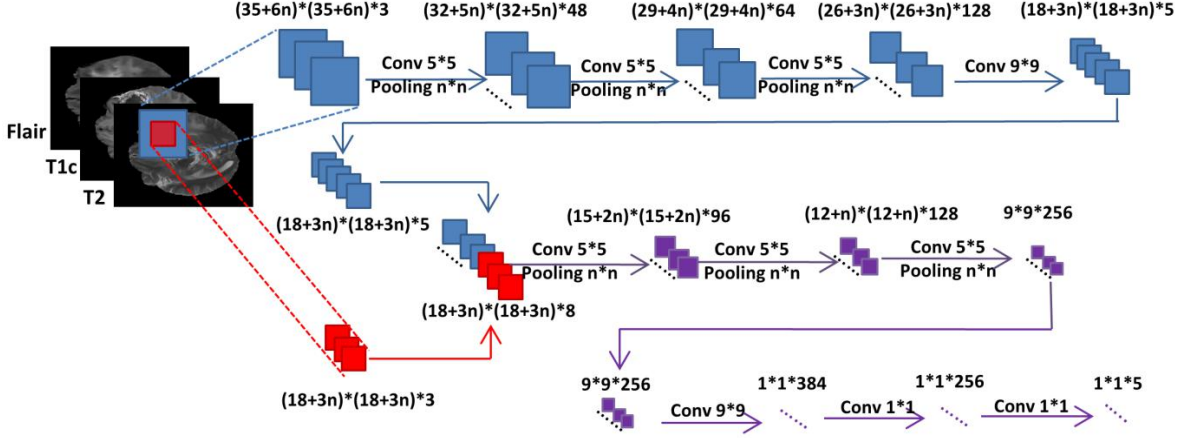 (35+6n)*(35+6n)*3
(32+5n)*(32+5n)*48
(29+4n)*(29+4n)*64
(26+3n)*(26+3n)*128
(18+3n)*(18+3n)*5
Conv 5*5
Pooling n*n
Conv 5*5
Pooling n*n
Conv 5*5
Pooling n*n
Conv 9*9
Flair
T1c
T2
(18+3n)*(18+3n)*5
(15+2n)*(15+2n)*96
(12+n)*(12+n)*128
9*9*256
Conv 5*5
Pooling n*n
Conv 5*5
Pooling n*n
Conv 5*5
Pooling n*n
(18+3n)*(18+3n)*8
(18+3n)*(18+3n)*3
9*9*256
1*1*384
1*1*256
1*1*5
Conv 9*9
Conv 1*1
Conv 1*1